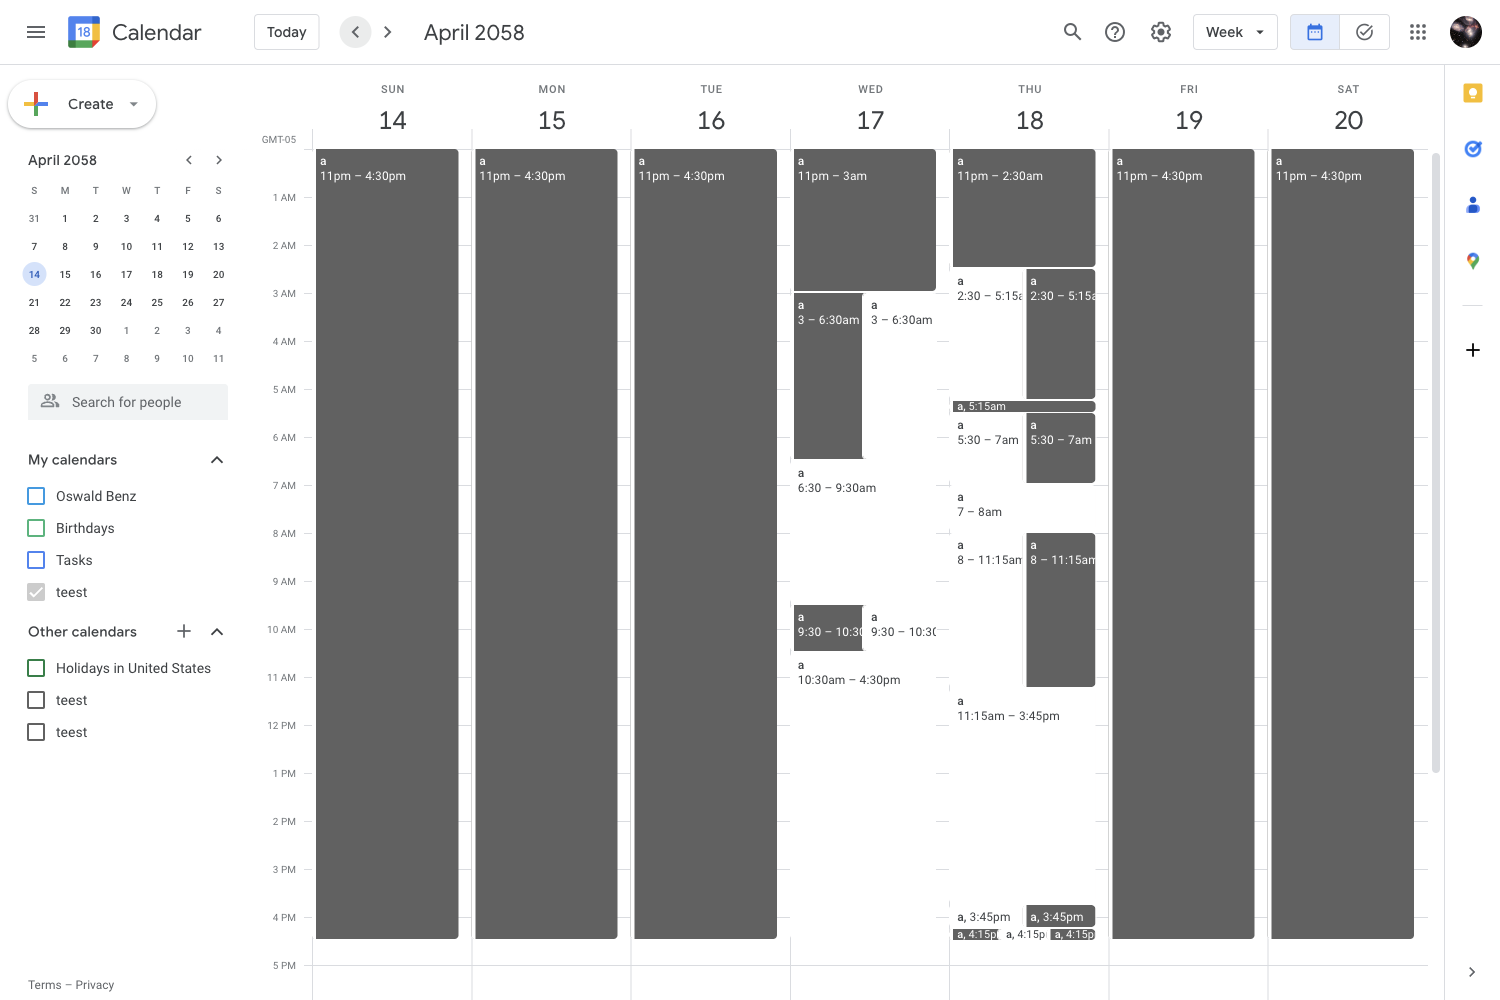 18 Calendar Today April 2058 Week
Create
April 2058
S M T W T F S
31 1 2 3 4 5 6
7 8 9 10 11 12 13
14 15 16 17 18 19 20
21 22 23 24 25 26 27
28 29 30 1 2 3 4
5 6 7 8 9 10 11
Search for people
My calendars
Oswald Benz
Birthdays
Tasks
teest
Other calendars
Holidays in United States
teest
teest
Terms – Privacy
SUN MON TUE WED THU FRI SAT
14 15 16 17 18 19 20
GMT-05
1 AM
2 AM
3 AM
4 AM
5 AM
6 AM
7 AM
8 AM
9 AM
10 AM
11 AM
12 PM
1 PM
2 PM
3 PM
4 PM
5 PM
a
11pm – 4:30pm
a
11pm – 4:30pm
a
11pm – 4:30pm
a
11pm – 3am
a
3 – 6:30am
a
3 – 6:30am
a
6:30 – 9:30am
a
9:30 – 10:30
a
9:30 – 10:30
a
10:30am – 4:30pm
a
11pm – 2:30am
a
2:30 – 5:15a
a
2:30 – 5:15a
a, 5:15am
a
5:30 – 7am
a
5:30 – 7am
a
7 – 8am
a
8 – 11:15am
a
8 – 11:15am
a
11:15am – 3:45pm
a, 3:45pm
a, 3:45pm
a, 4:15p
a, 4:15p
a, 4:15p
a
11pm – 4:30pm
a
11pm – 4:30pm